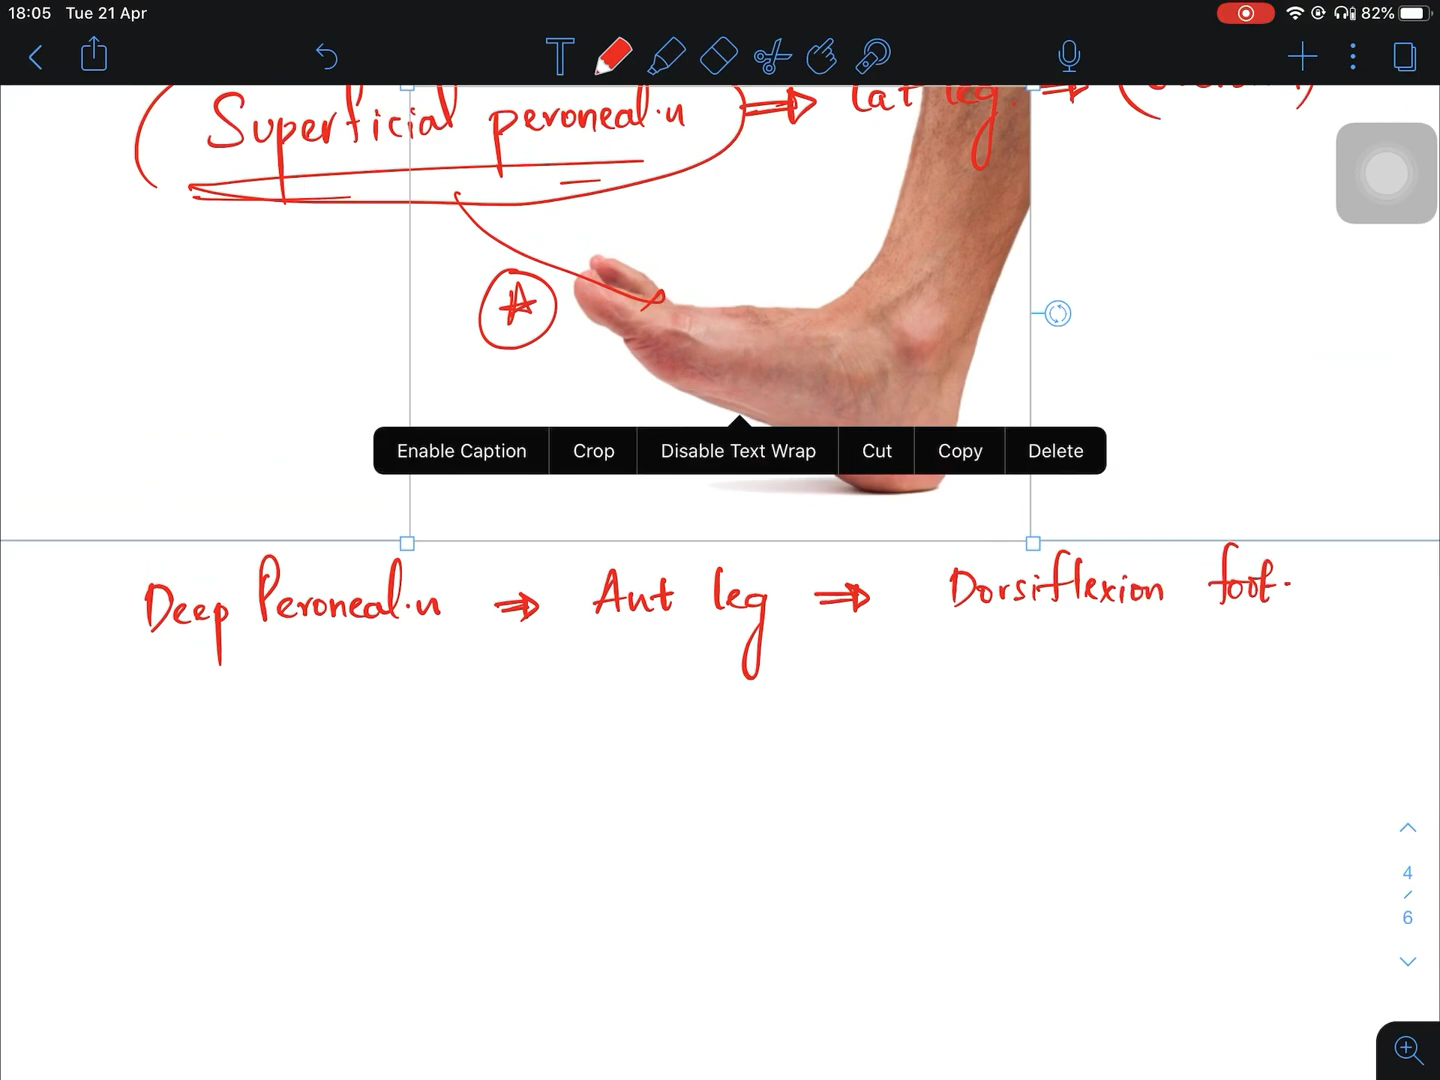 18:05 Tue 21 Apr 82%
T
Superficial peroneal.n ⇒ lat leg. ⇒
A
Enable Caption Crop Disable Text Wrap Cut Copy Delete
Deep Peroneal.n ⇒ Ant leg ⇒ Dorsiflexion foot.
4
/
6